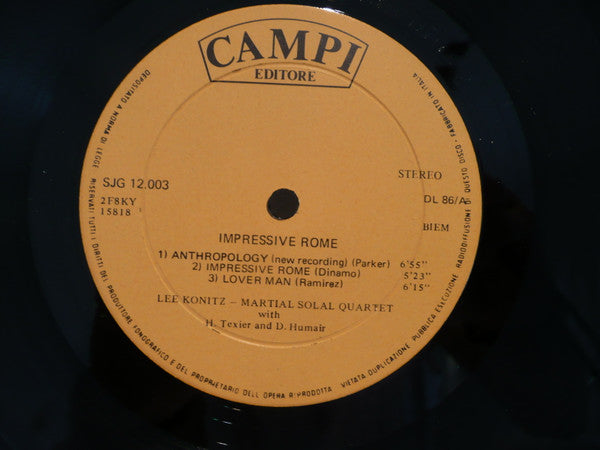 CAMPI
EDITORE
SJG 12.003
2F8KY
15818
STEREO
DL 86/A
BIEM
IMPRESSIVE ROME
1) ANTHROPOLOGY (new recording) (Parker) 6'55"
2) IMPRESSIVE ROME (Dinamo) 5'23"
3) LOVER MAN (Ramirez) 6'15"
LEE KONITZ – MARTIAL SOLAL QUARTET
with
H. Texier and D. Humair
DEPOSITATO A NORMA DI LEGGE RISERVATI TUTTI I DIRITTI DEL PRODUTTORE FONOGRAFICO E DEL PROPRIETARIO DELL OPERA RIPRODOTTA. VIETATA DUPLICAZIONE PUBBLICA ESECUZIONE RADIODIFFUSIONE QUESTO DISCO - FABBRICATO IN ITALIA